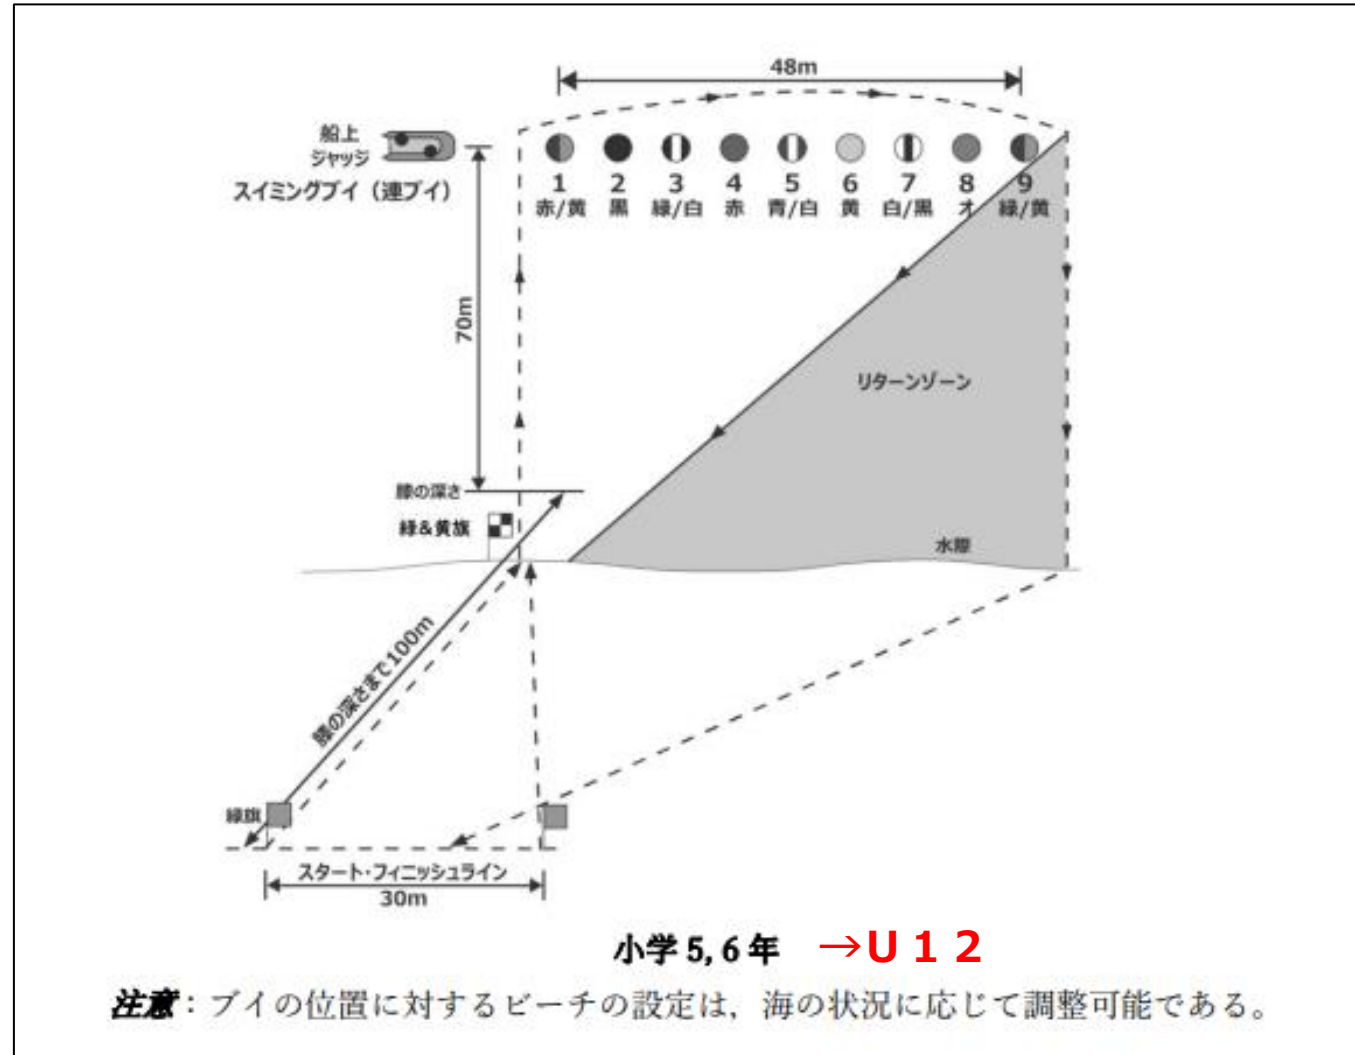 48m
船上
ジャッジ
スイミングブイ（連ブイ）
1 2 3 4 5 6 7 8 9
赤/黄 黒 緑/白 赤 青/白 黄 白/黒 オ 緑/黄
70m
リターンゾーン
膝の深さ
緑&黄旗
水際
膝の深さまで100m
緑旗
スタート・フィニッシュライン
30m
小学5,6年 →U１２
注意：ブイの位置に対するビーチの設定は，海の状況に応じて調整可能である。